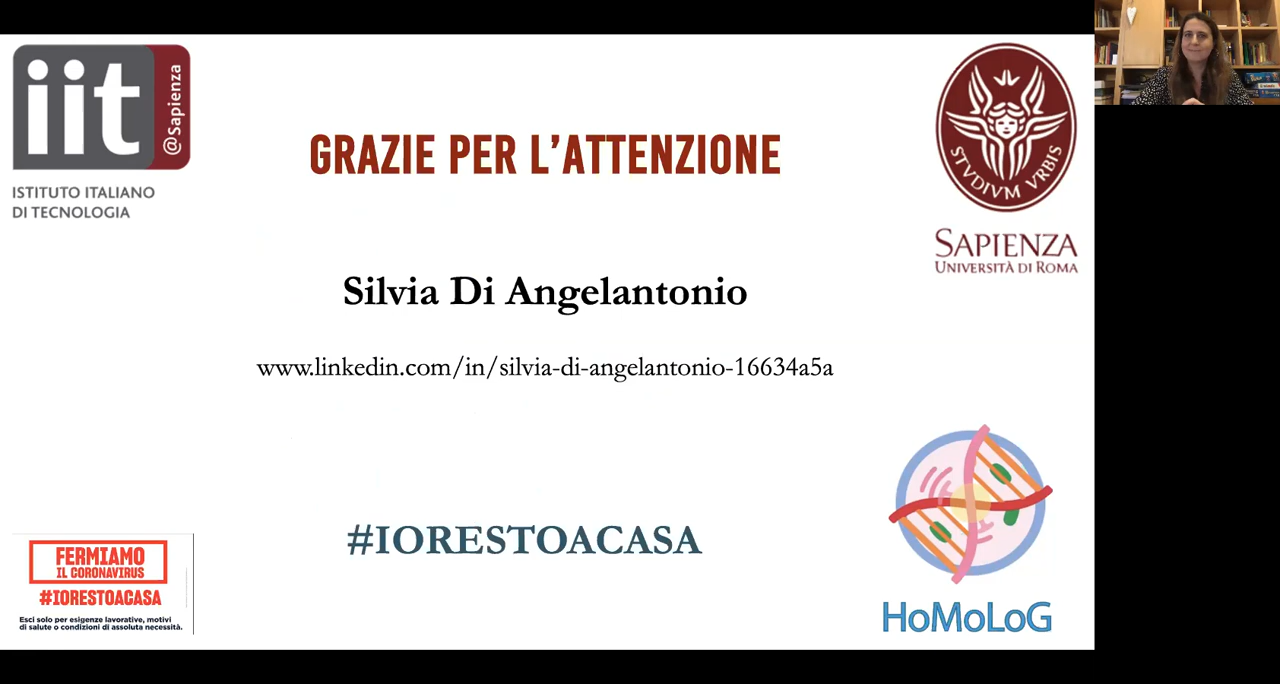 iit
@Sapienza
ISTITUTO ITALIANO
DI TECNOLOGIA
GRAZIE PER L'ATTENZIONE
STVDIVM VRBIS
SAPIENZA
UNIVERSITÀ DI ROMA
Silvia Di Angelantonio
www.linkedin.com/in/silvia-di-angelantonio-16634a5a
#IORESTOACASA
FERMIAMO
IL CORONAVIRUS
#IORESTOACASA
Esci solo per esigenze lavorative, motivi
di salute o condizioni di assoluta necessità.
HoMoLoG